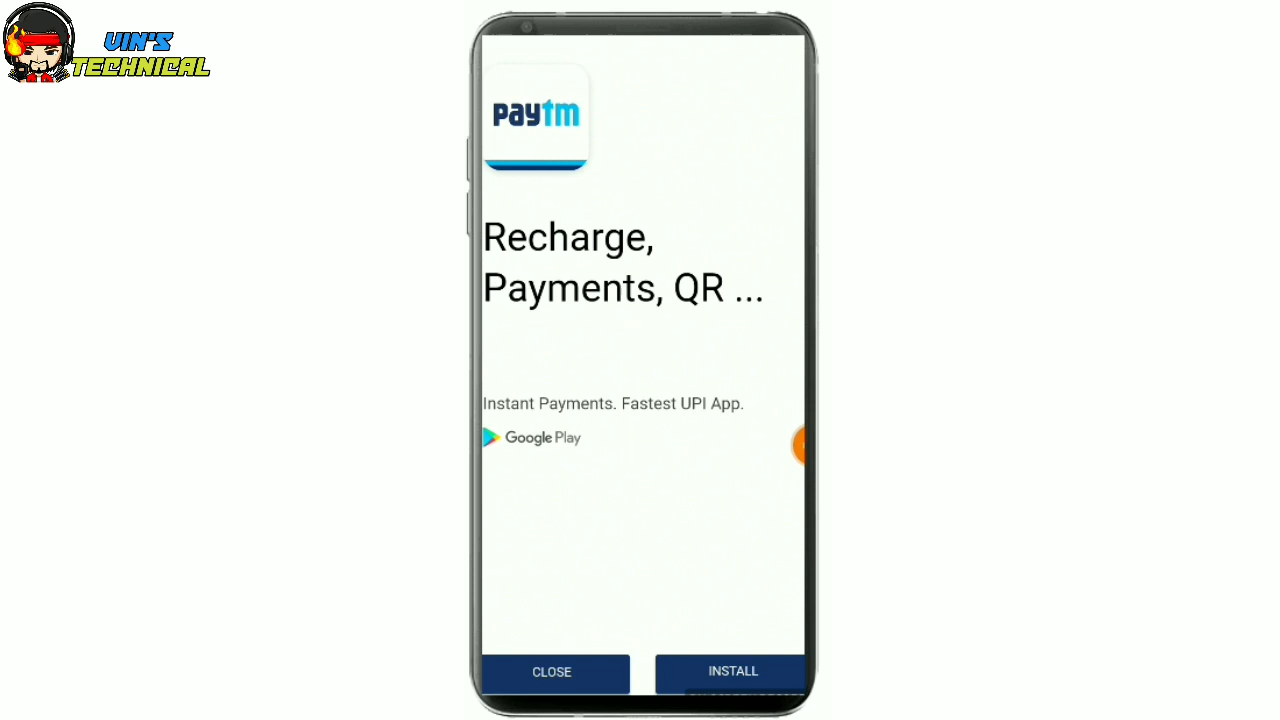 VIN'S
TECHNICAL
paytm
Recharge,
Payments, QR ...
Instant Payments. Fastest UPI App.
Google Play
CLOSE
INSTALL